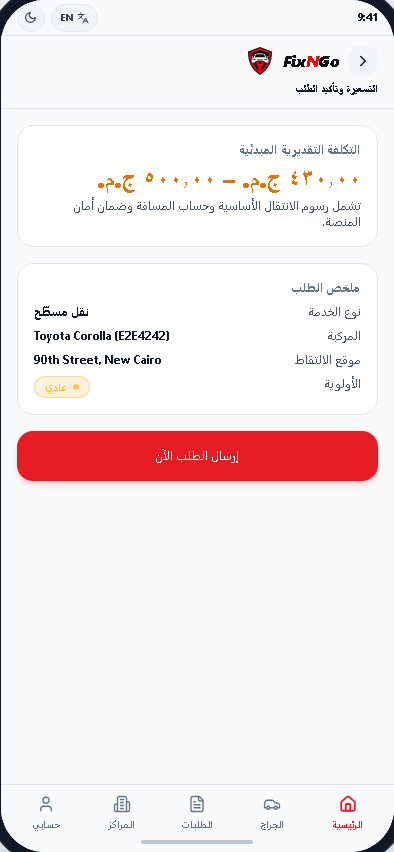 9:41
EN
FixNGo
التسعيرة وتأكيد الطلب
التكلفة التقديرية المبدئية
٤٣٠٫٠٠ ج.م.‏ – ٥٠٠٫٠٠ ج.م.‏
تشمل رسوم الانتقال الأساسية وحساب المسافة وضمان أمان
المنصة.
ملخص الطلب
نوع الخدمة نقل مسطّح
المركبة Toyota Corolla (E2E4242)
موقع الالتقاط 90th Street, New Cairo
الأولوية عادي
إرسال الطلب الآن
الرئيسية الجراج الطلبات المراكز حسابي